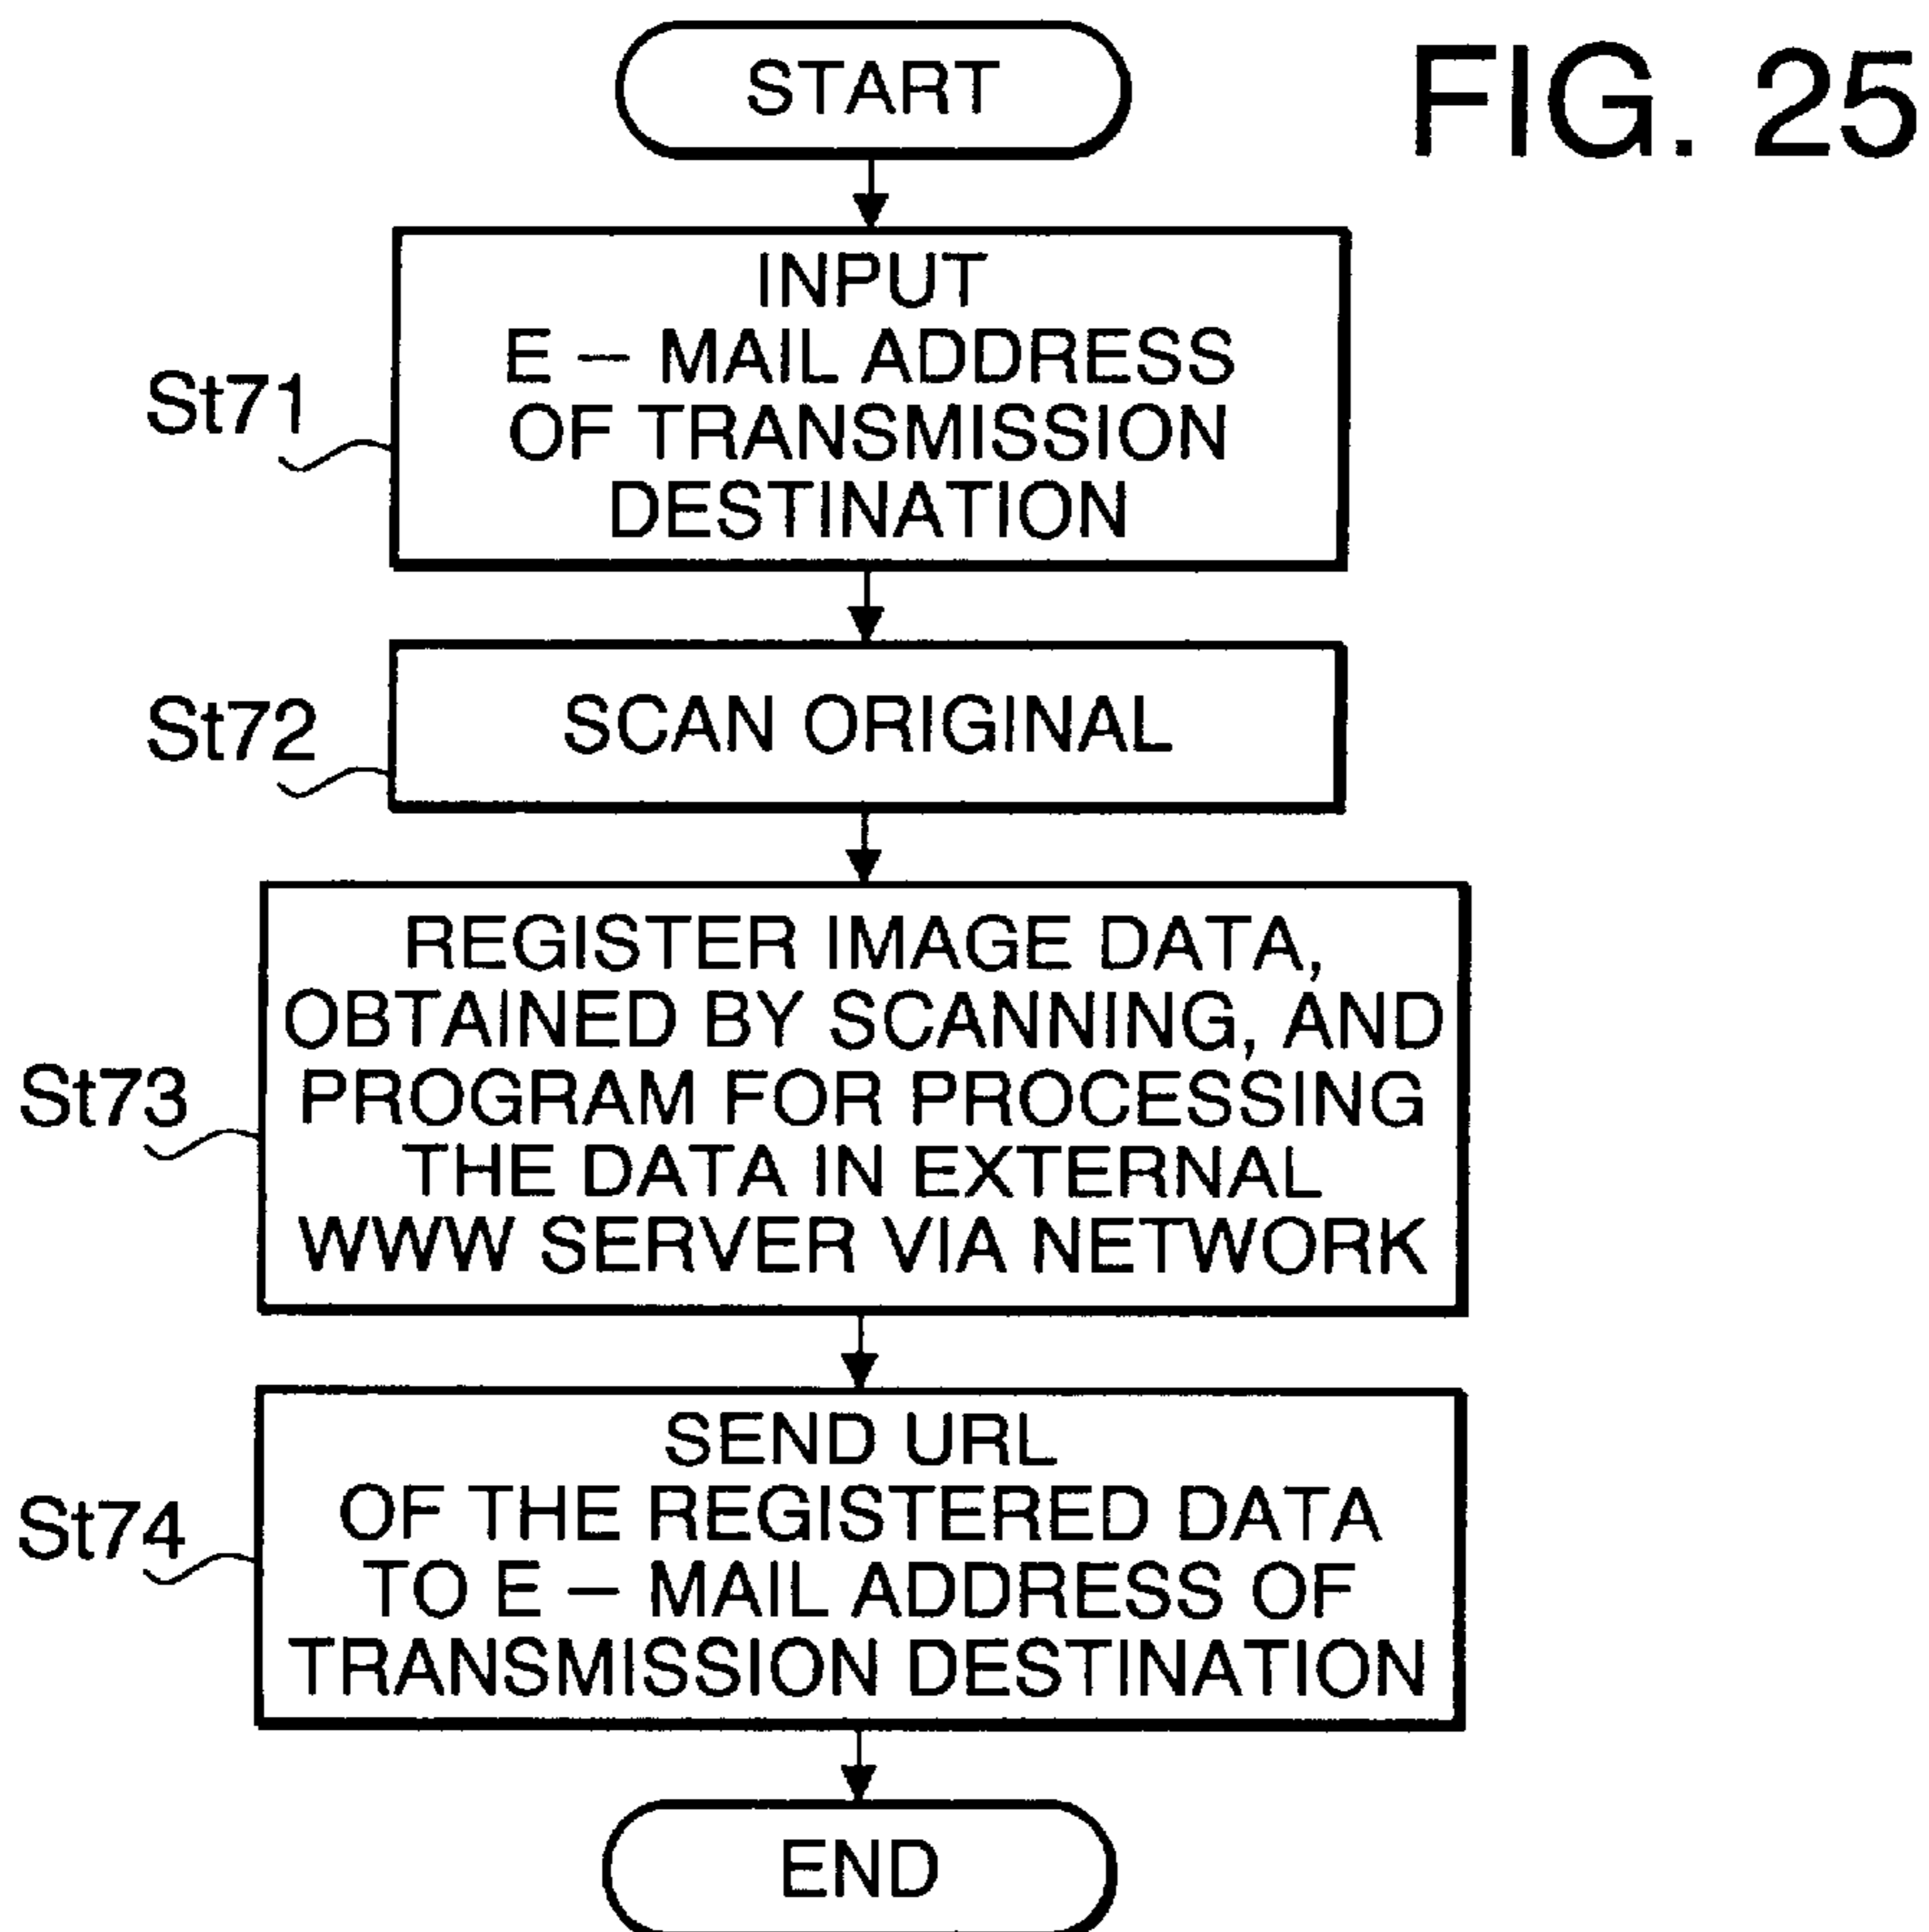 START
FIG. 25
INPUT
E – MAIL ADDRESS
OF TRANSMISSION
DESTINATION
St71
SCAN ORIGINAL
St72
REGISTER IMAGE DATA,
OBTAINED BY SCANNING, AND
PROGRAM FOR PROCESSING
THE DATA IN EXTERNAL
WWW SERVER VIA NETWORK
St73
SEND URL
OF THE REGISTERED DATA
TO E – MAIL ADDRESS OF
TRANSMISSION DESTINATION
St74
END